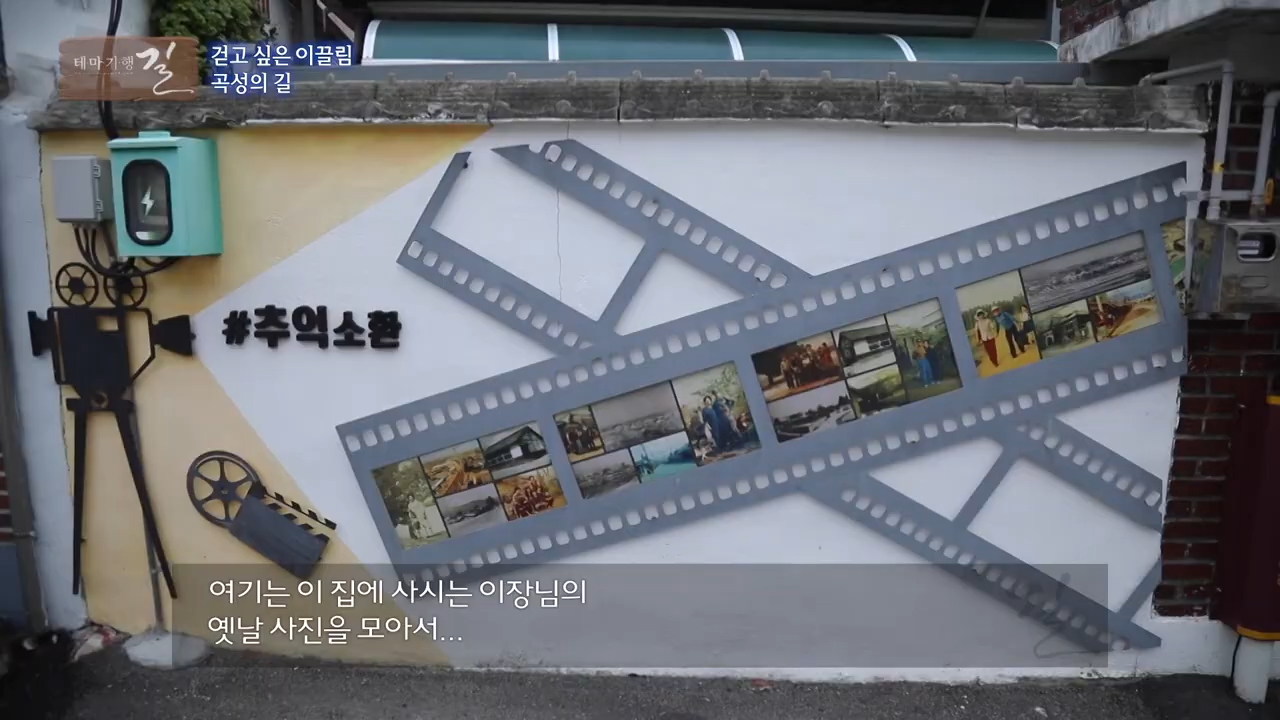 테마기행 길
걷고 싶은 이끌림
곡성의 길
#추억소환
여기는 이 집에 사시는 이장님의
옛날 사진을 모아서...